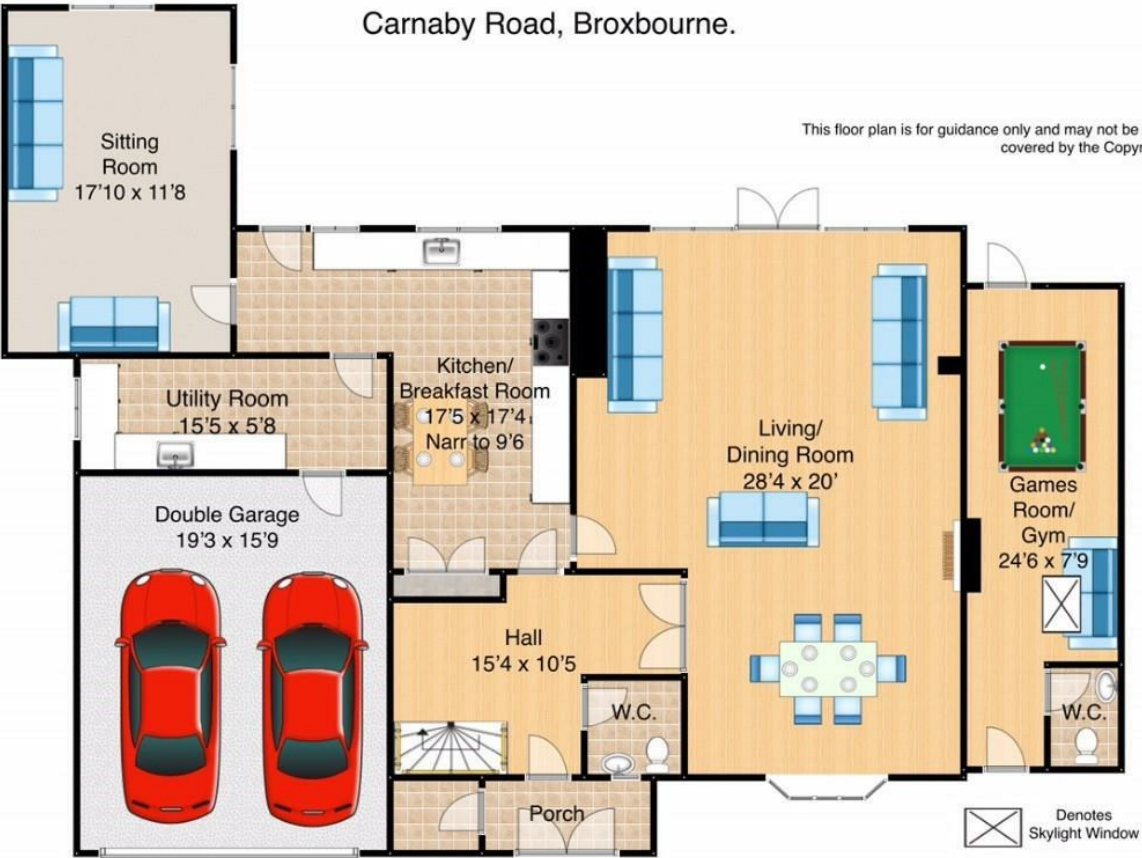 Carnaby Road, Broxbourne.
This floor plan is for guidance only and may not be
covered by the Copyr
Sitting
Room
17'10 x 11'8
Kitchen/
Breakfast Room
17'5 x 17'4
Narr to 9'6
Utility Room
15'5 x 5'8
Living/
Dining Room
28'4 x 20'
Games
Room/
Gym
24'6 x 7'9
Double Garage
19'3 x 15'9
Hall
15'4 x 10'5
W.C.
W.C.
Porch
Denotes
Skylight Window